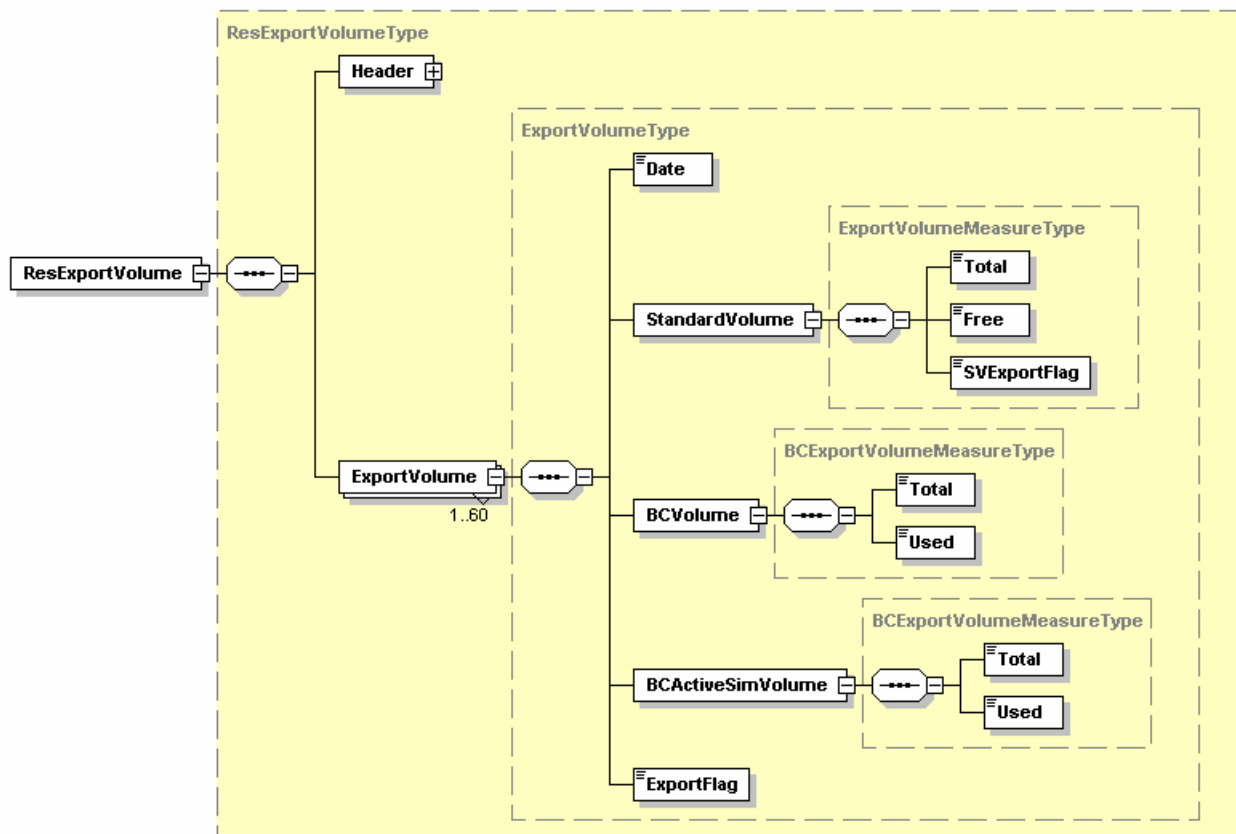 ResExportVolumeType
Header
ExportVolumeType
Date
ExportVolumeMeasureType
Total
ResExportVolume
StandardVolume
Free
SVExportFlag
BCExportVolumeMeasureType
ExportVolume
Total
1..60
BCVolume
Used
BCExportVolumeMeasureType
Total
BCActiveSimVolume
Used
ExportFlag